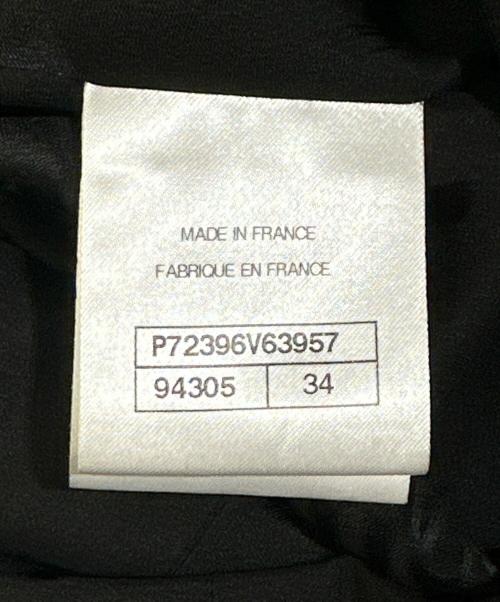 MADE IN FRANCE
FABRIQUE EN FRANCE
P72396V63957
94305 34